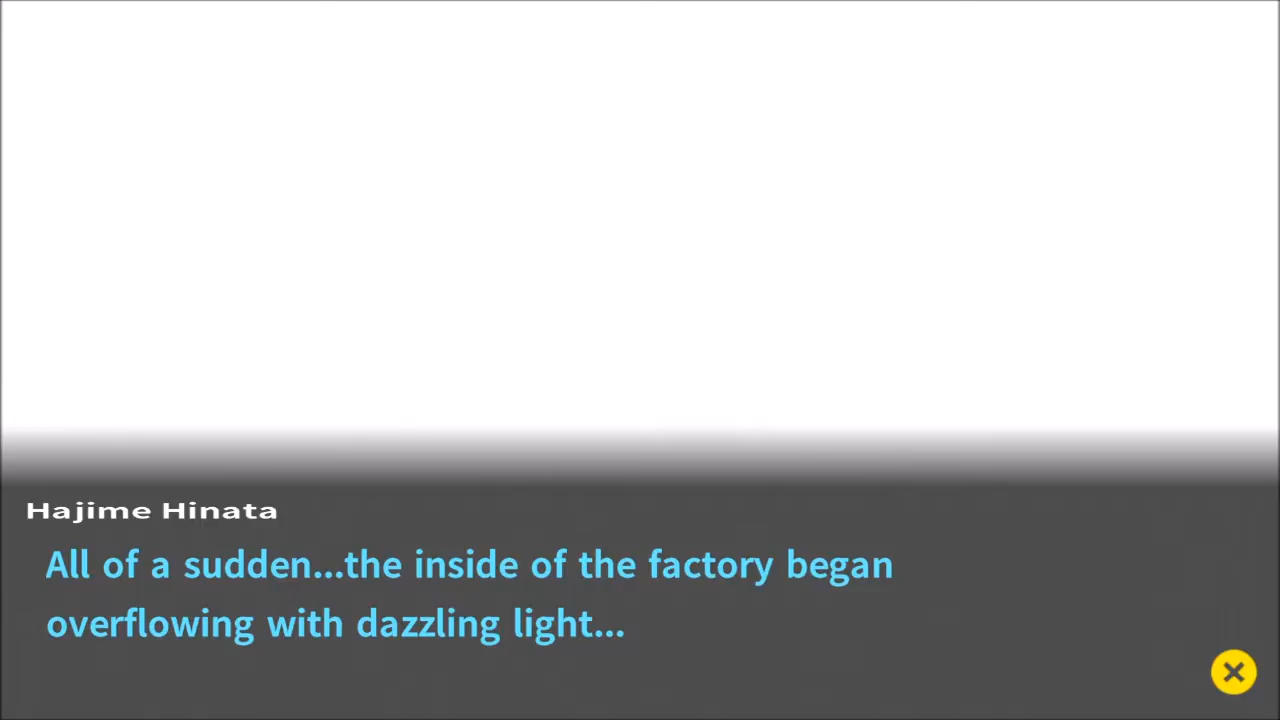 Hajime Hinata
All of a sudden...the inside of the factory began
overflowing with dazzling light...